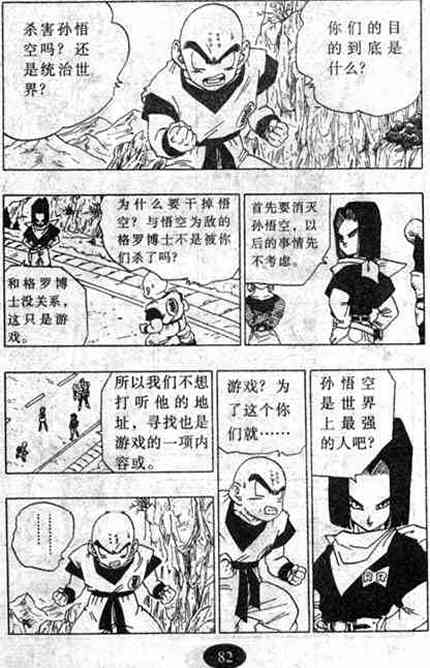 你们的目
的到底是
什么？
杀害孙悟
空吗？还
是统治世
界？
首先要消灭
孙悟空，以
后的事情先
不考虑。
为什么要干掉悟
空？与悟空为敌的
格罗博士不是被你
们杀了吗？
和格罗博
士没关系，
这只是游
戏。
孙悟空
是世界
上最强
的人吧？
游戏？为
了这个你
们就……
所以我们不想
打听他的地
址，寻找也是
游戏的一项内
容或。
…………
82